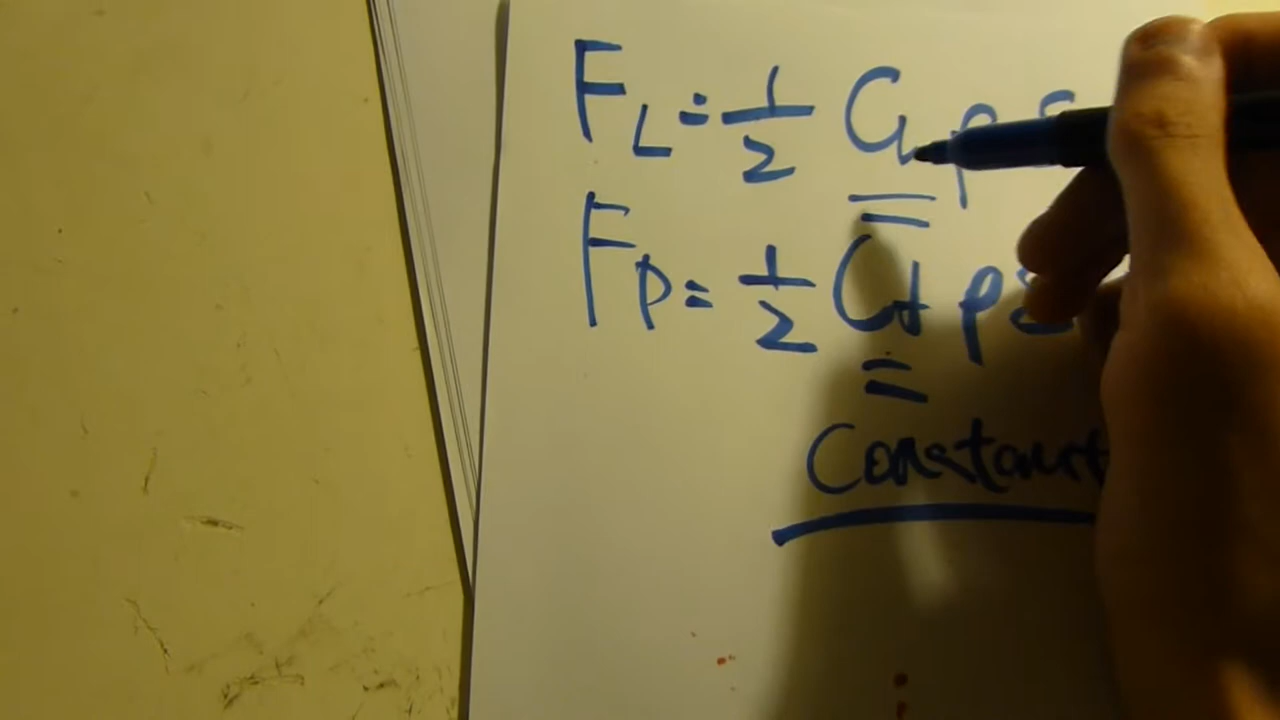 FL = 1/2 CL ρ S
FD = 1/2 Cd ρ S
Constant